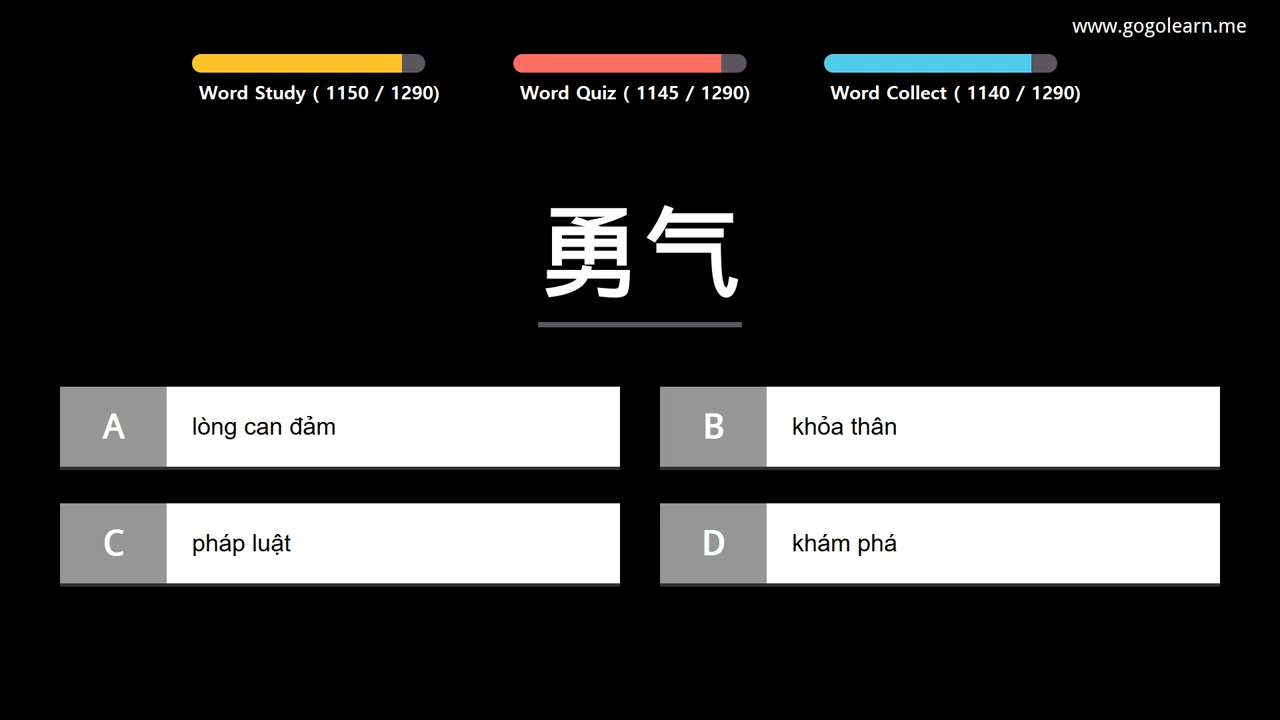 www.gogolearn.me
Word Study ( 1150 / 1290)
Word Quiz ( 1145 / 1290)
Word Collect ( 1140 / 1290)
勇气
A lòng can đảm
B khỏa thân
C pháp luật
D khám phá